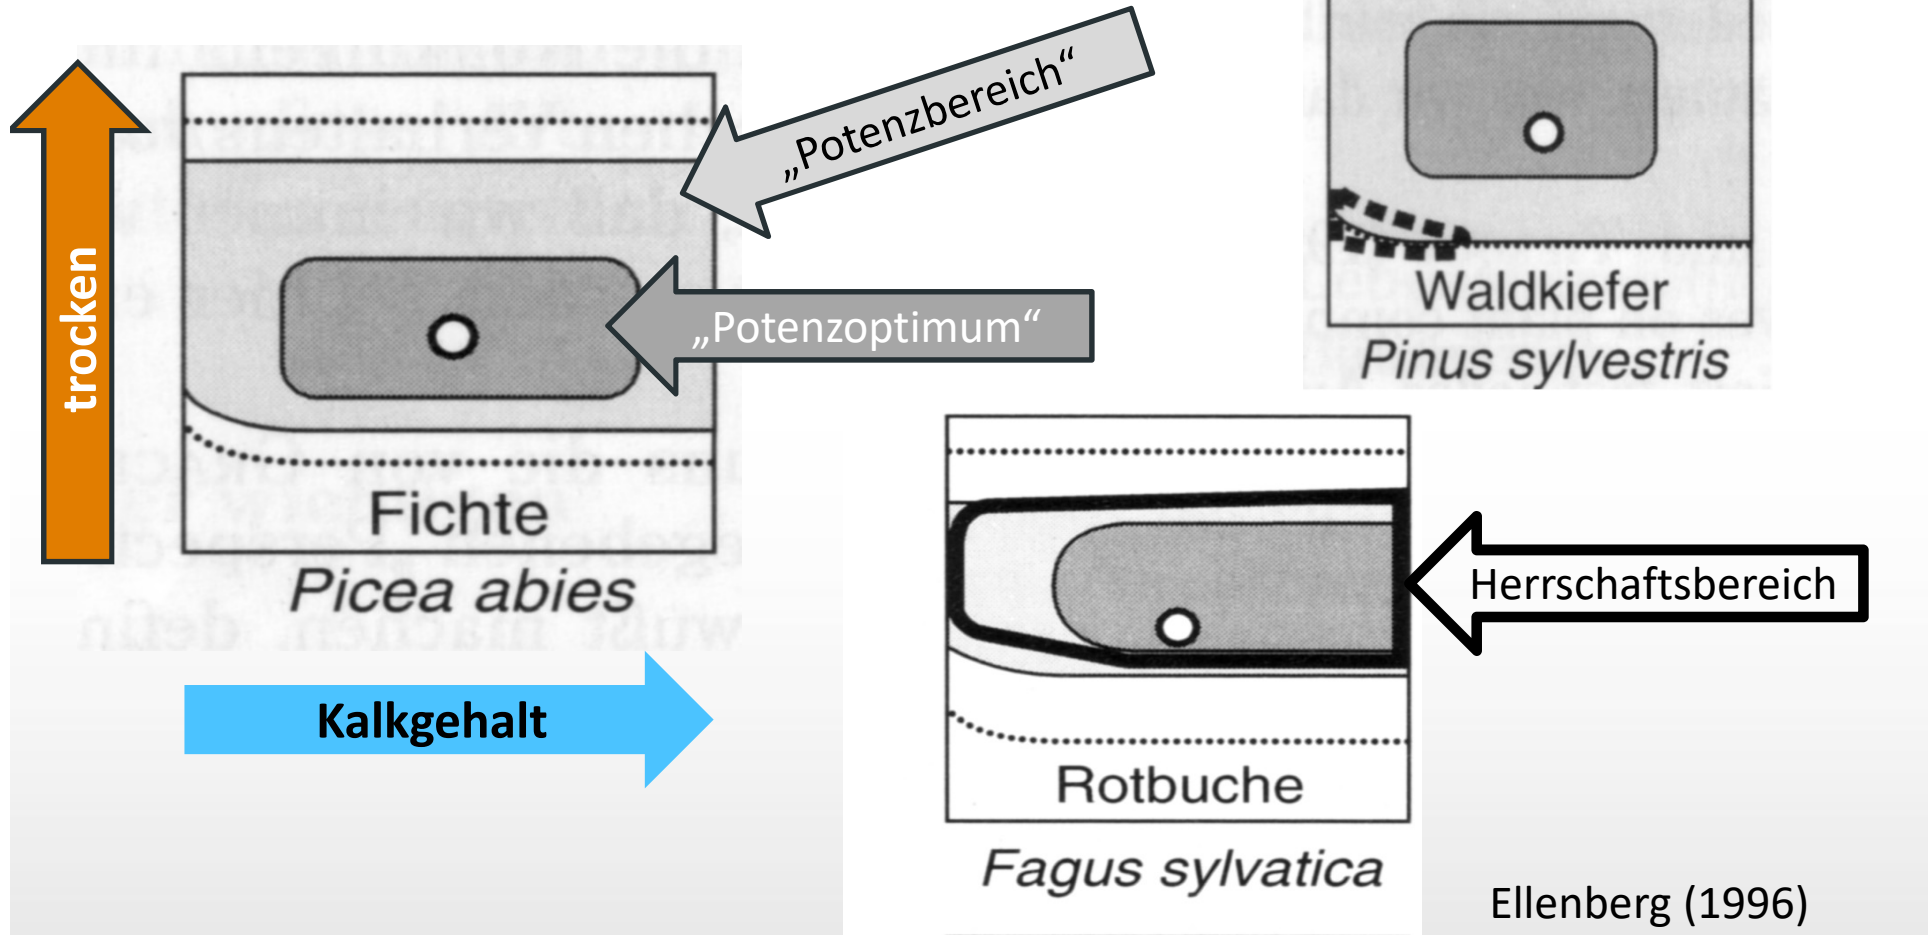 „Potenzbereich“
trocken
„Potenzoptimum“
Waldkiefer
Pinus sylvestris
Fichte
Picea abies
Herrschaftsbereich
Kalkgehalt
Rotbuche
Fagus sylvatica
Ellenberg (1996)